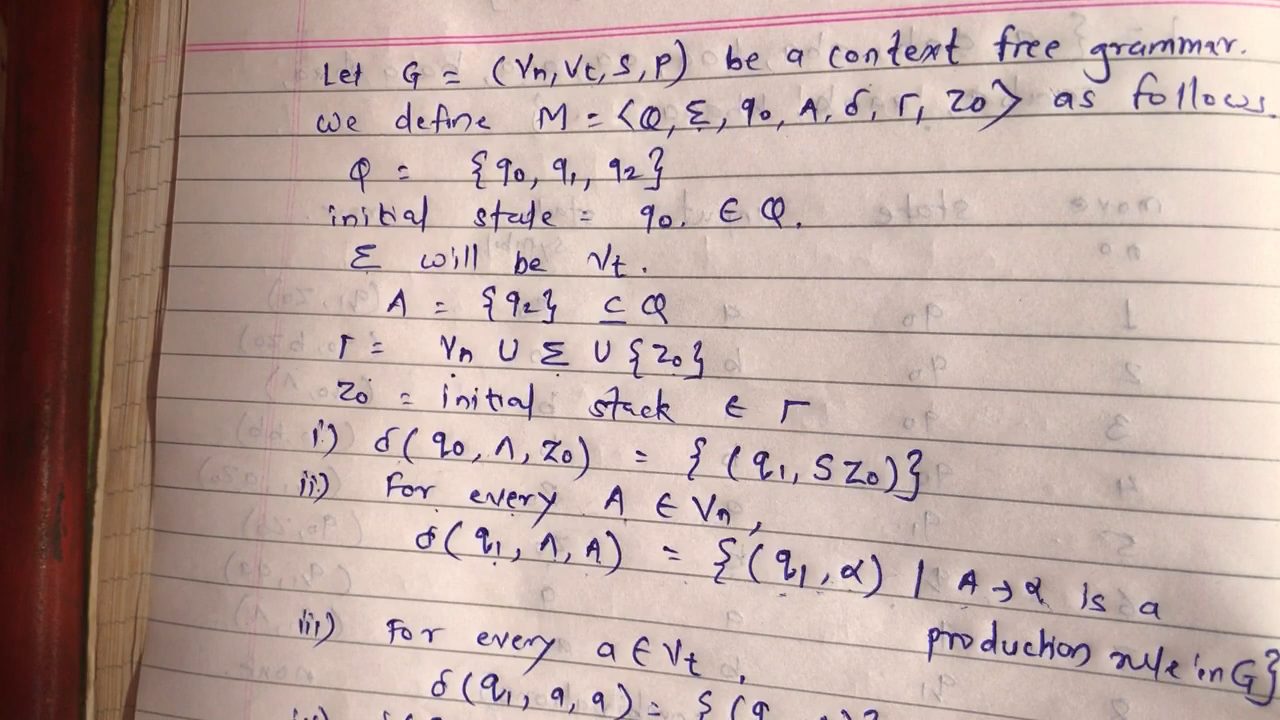 Let G = (Vn, Vt, S, P) be a context free grammar.
we define M = <Q, Σ, q0, A, δ, Γ, Z0> as follows.
Q = {q0, q1, q2}
initial state = q0. ∈ Q.
Σ will be Vt.
A = {q2} ⊆ Q
Γ = Vn ∪ Σ ∪ {Z0}
Z0 = initial stack ∈ Γ
i) δ(q0, Λ, Z0) = {(q1, S Z0)}
ii) For every A ∈ Vn,
δ(q1, Λ, A) = {(q1, α) | A → α is a
production rule in G}
iii) For every a ∈ Vt,
δ(q1, a, a) = {(q